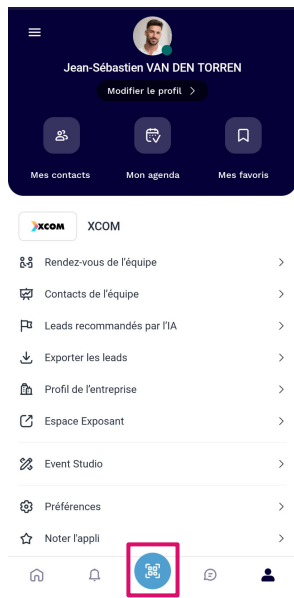 Jean-Sébastien VAN DEN TORREN
Modifier le profil
Mes contacts
Mon agenda
Mes favoris
XCOM XCOM
Rendez-vous de l'équipe
Contacts de l'équipe
Leads recommandés par l'IA
Exporter les leads
Profil de l'entreprise
Espace Exposant
Event Studio
Préférences
Noter l'appli